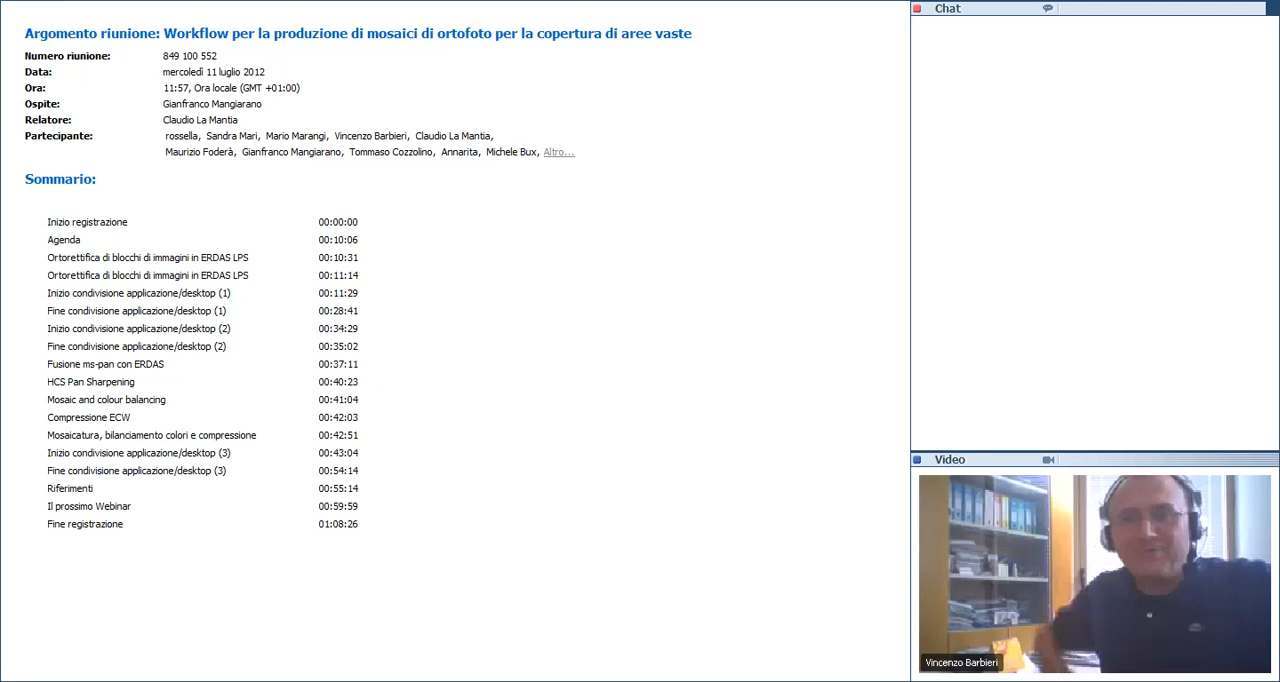 Argomento riunione: Workflow per la produzione di mosaici di ortofoto per la copertura di aree vaste
Numero riunione: 849 100 552
Data: mercoledì 11 luglio 2012
Ora: 11:57, Ora locale (GMT +01:00)
Ospite: Gianfranco Mangiarano
Relatore: Claudio La Mantia
Partecipante: rossella, Sandra Mari, Mario Marangi, Vincenzo Barbieri, Claudio La Mantia,
Maurizio Foderà, Gianfranco Mangiarano, Tommaso Cozzolino, Annarita, Michele Bux, Altro...
Sommario:
Inizio registrazione 00:00:00
Agenda 00:10:06
Ortorettifica di blocchi di immagini in ERDAS LPS 00:10:31
Ortorettifica di blocchi di immagini in ERDAS LPS 00:11:14
Inizio condivisione applicazione/desktop (1) 00:11:29
Fine condivisione applicazione/desktop (1) 00:28:41
Inizio condivisione applicazione/desktop (2) 00:34:29
Fine condivisione applicazione/desktop (2) 00:35:02
Fusione ms-pan con ERDAS 00:37:11
HCS Pan Sharpening 00:40:23
Mosaic and colour balancing 00:41:04
Compressione ECW 00:42:03
Mosaicatura, bilanciamento colori e compressione 00:42:51
Inizio condivisione applicazione/desktop (3) 00:43:04
Fine condivisione applicazione/desktop (3) 00:54:14
Riferimenti 00:55:14
Il prossimo Webinar 00:59:59
Fine registrazione 01:08:26
Chat
Video
Vincenzo Barbieri